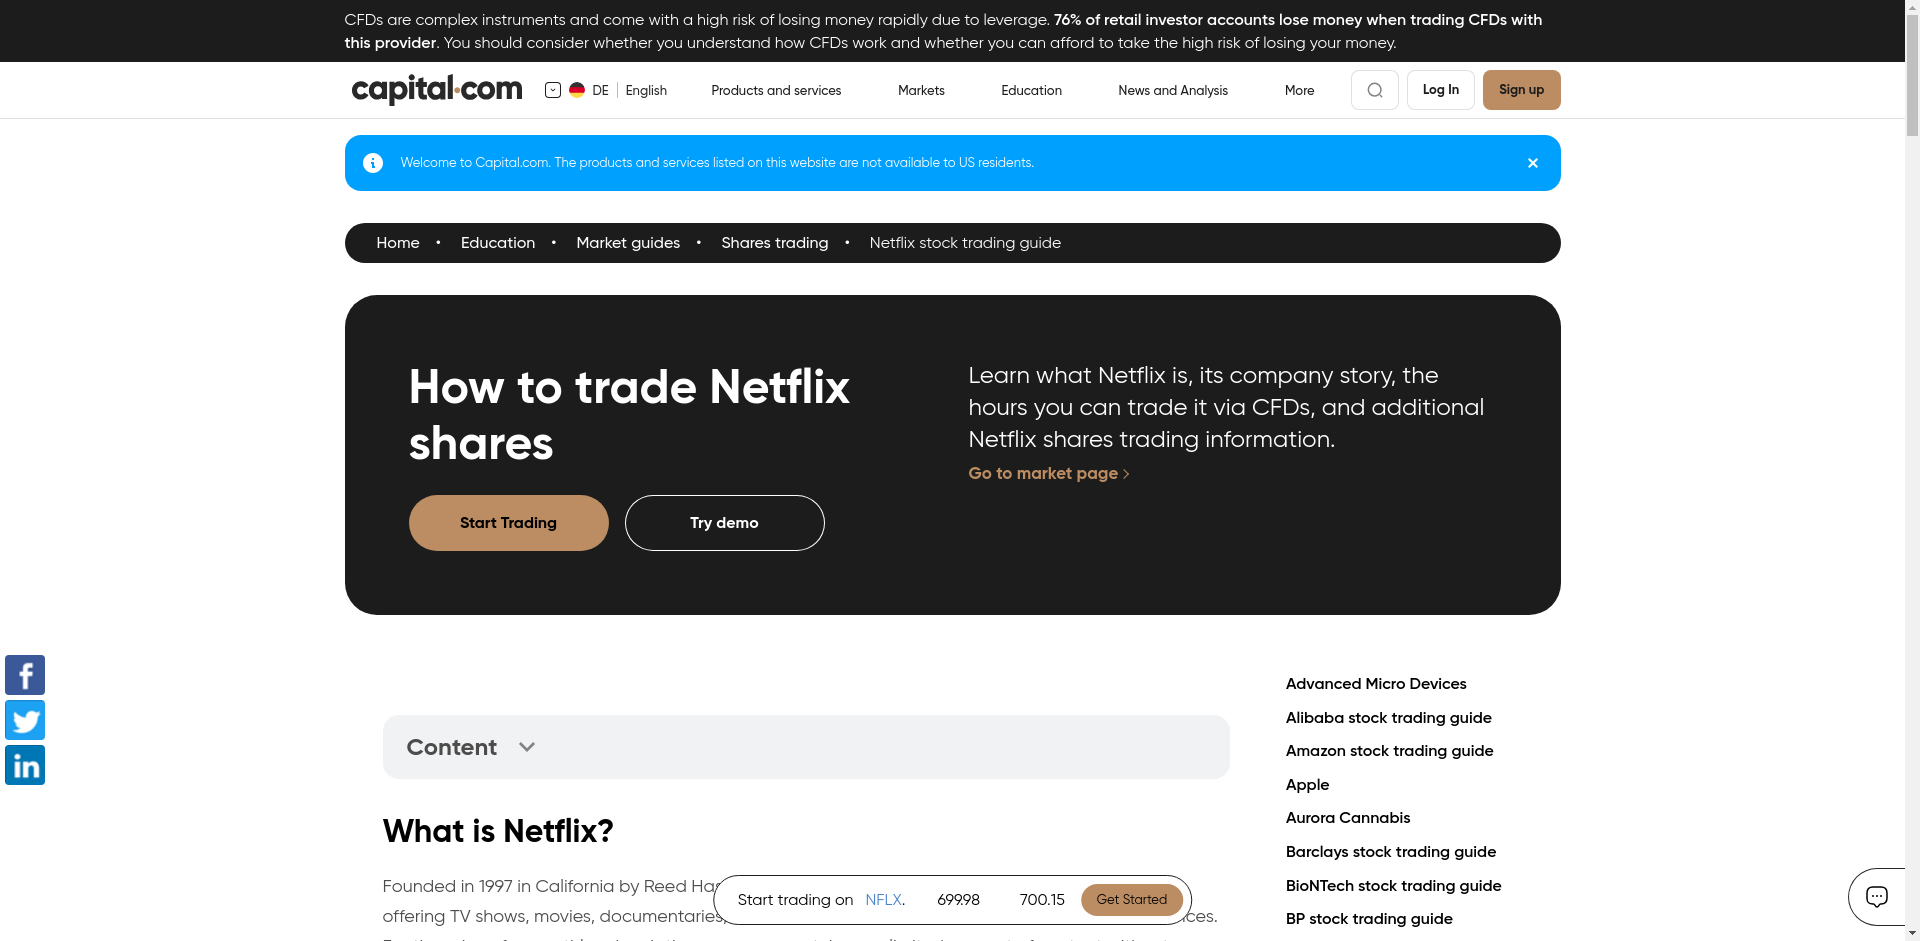 CFDs are complex instruments and come with a high risk of losing money rapidly due to leverage. 76% of retail investor accounts lose money when trading CFDs with
this provider. You should consider whether you understand how CFDs work and whether you can afford to take the high risk of losing your money.
capital.com DE English Products and services Markets Education News and Analysis More Log In Sign up
Welcome to Capital.com. The products and services listed on this website are not available to US residents.
Home • Education • Market guides • Shares trading • Netflix stock trading guide
How to trade Netflix
shares
Start Trading Try demo
Learn what Netflix is, its company story, the
hours you can trade it via CFDs, and additional
Netflix shares trading information.
Go to market page
Content
What is Netflix?
Founded in 1997 in California by Reed
offering TV shows, movies, documentaries,
Start trading on NFLX. 699.98 700.15 Get Started
Advanced Micro Devices
Alibaba stock trading guide
Amazon stock trading guide
Apple
Aurora Cannabis
Barclays stock trading guide
BioNTech stock trading guide
BP stock trading guide